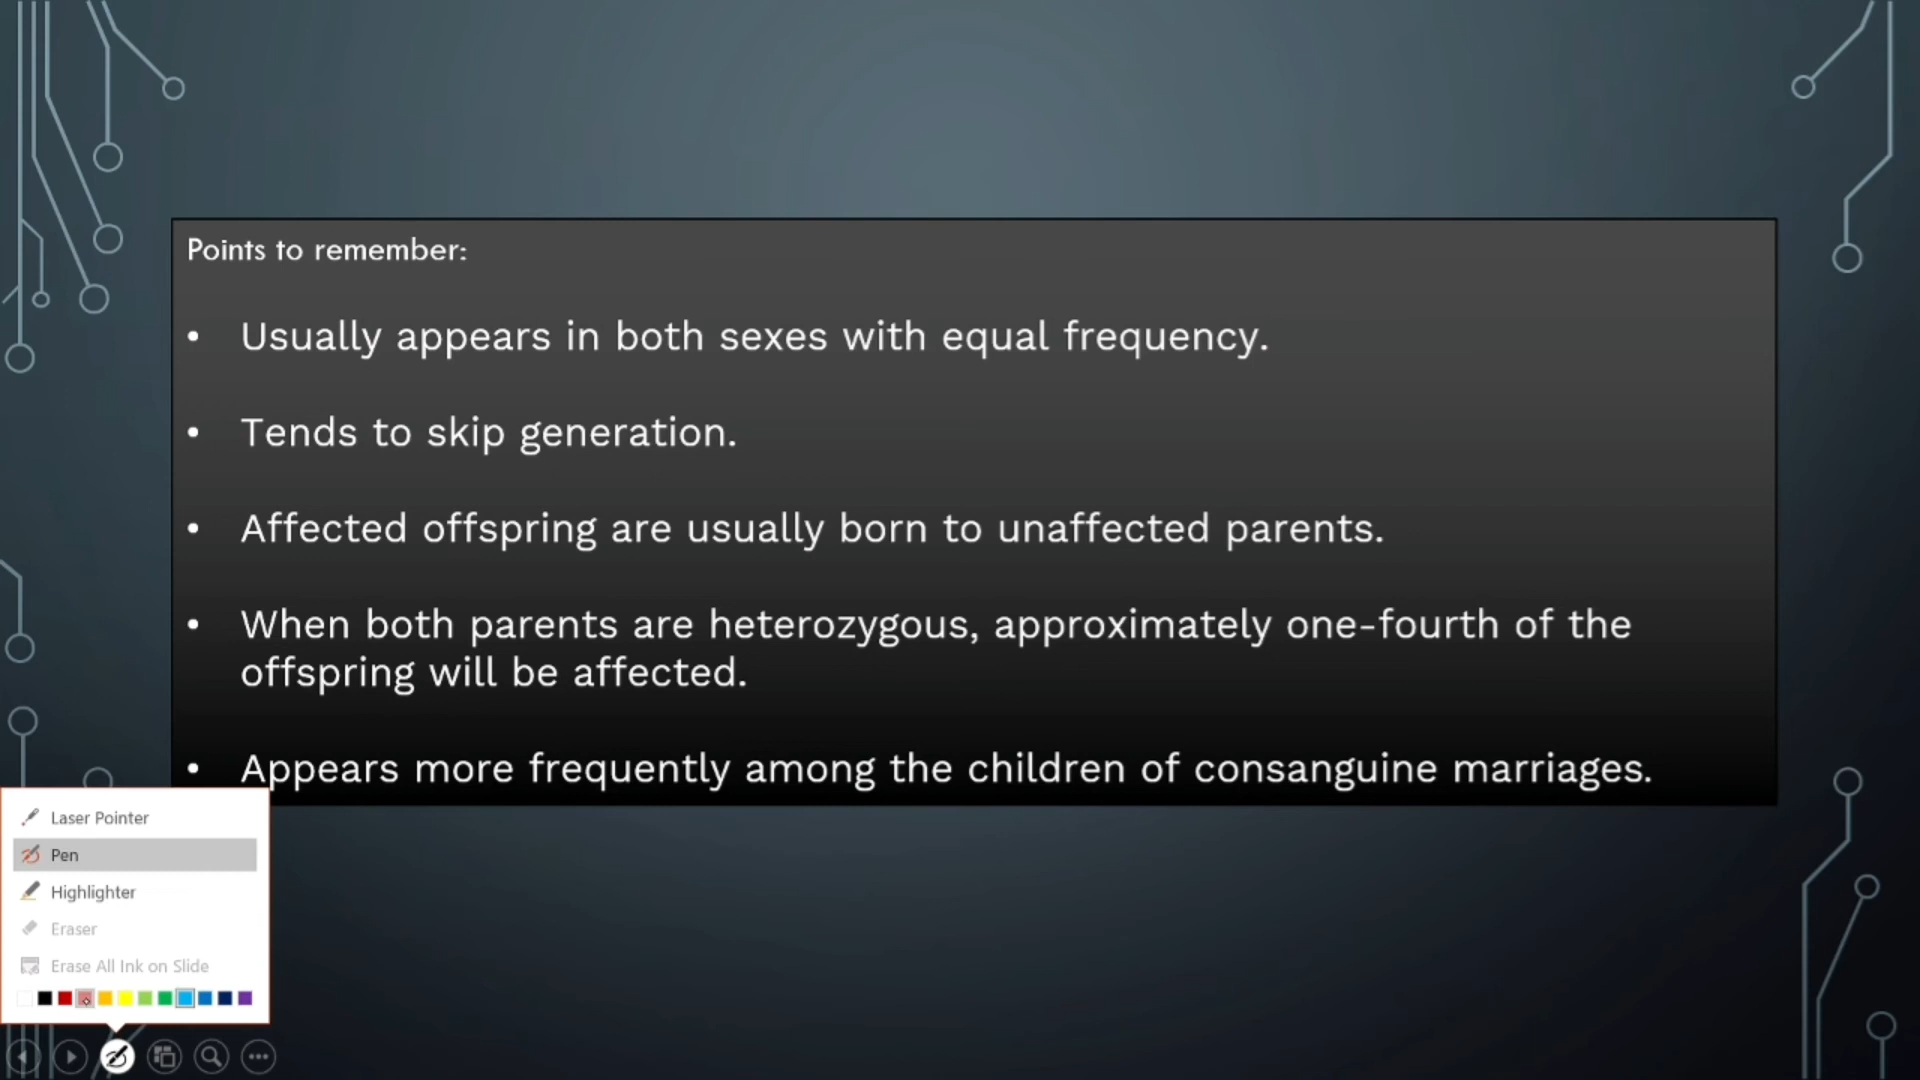 Points to remember:
• Usually appears in both sexes with equal frequency.
• Tends to skip generation.
• Affected offspring are usually born to unaffected parents.
• When both parents are heterozygous, approximately one-fourth of the
offspring will be affected.
• Appears more frequently among the children of consanguine marriages.
Laser Pointer
Pen
Highlighter
Eraser
Erase All Ink on Slide